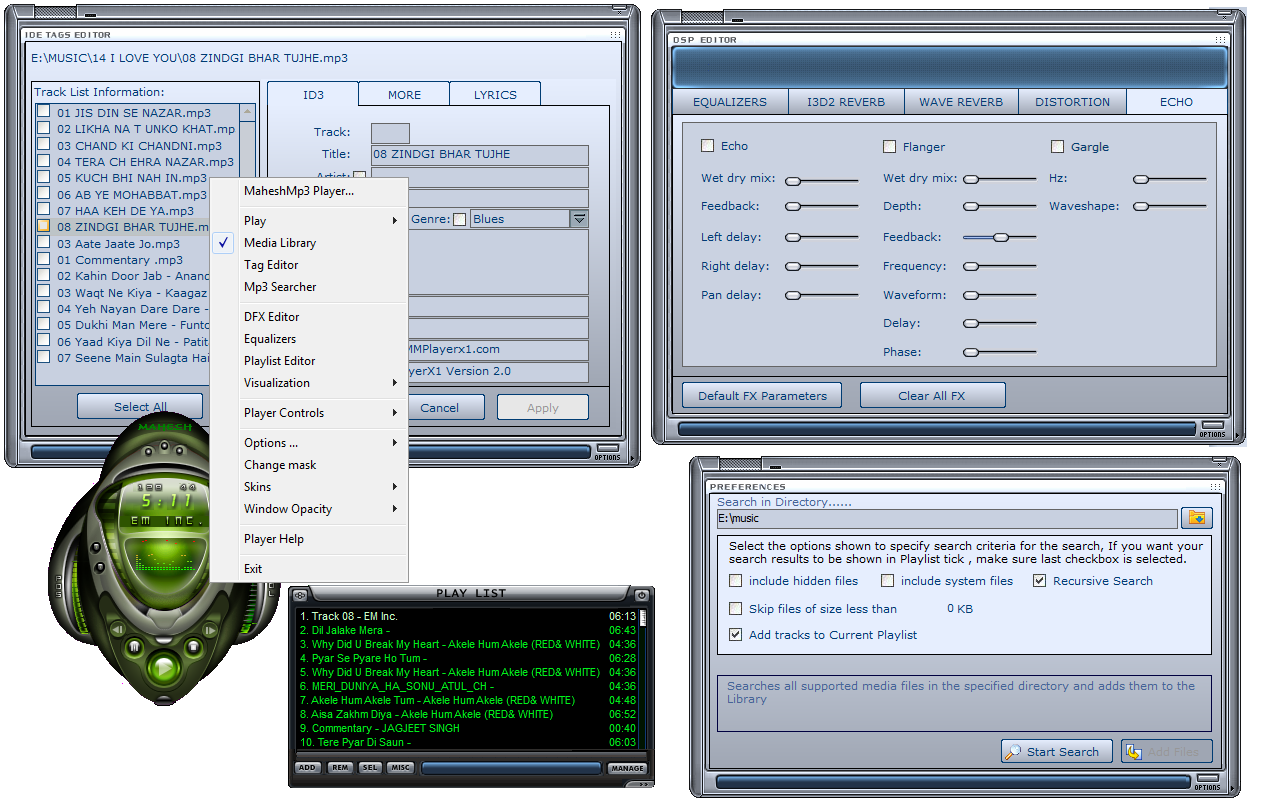 IDE TAGS EDITOR
E:\MUSIC\14 I LOVE YOU\08 ZINDGI BHAR TUJHE.mp3
Track List Information:
01 JIS DIN SE NAZAR.mp3
02 LIKHA NA T UNKO KHAT.mp
03 CHAND KI CHANDNI.mp3
04 TERA CH EHRA NAZAR.mp3
05 KUCH BHI NAH IN.mp3
06 AB YE MOHABBAT.mp3
07 HAA KEH DE YA.mp3
08 ZINDGI BHAR TUJHE.m
03 Aate Jaate Jo.mp3
01 Commentary .mp3
02 Kahin Door Jab - Anand
03 Waqt Ne Kiya - Kaagaz
04 Yeh Nayan Dare Dare -
05 Dukhi Man Mere - Funto
06 Yaad Kiya Dil Ne - Patit
07 Seene Main Sulagta Hai
Select All
ID3 MORE LYRICS
Track:
Title: 08 ZINDGI BHAR TUJHE
Artist:
Genre: Blues
MMPlayerx1.com
yerX1 Version 2.0
Cancel Apply
OPTIONS
MaheshMp3 Player...
Play
Media Library
Tag Editor
Mp3 Searcher
DFX Editor
Equalizers
Playlist Editor
Visualization
Player Controls
Options ...
Change mask
Skins
Window Opacity
Player Help
Exit
MAHESH
128 44
5:11
EM INC.
POS
PLAY LIST
1. Track 08 - EM Inc. 06:13
2. Dil Jalake Mera - 06:43
3. Why Did U Break My Heart - Akele Hum Akele (RED& WHITE) 04:36
4. Pyar Se Pyare Ho Tum - 06:28
5. Why Did U Break My Heart - Akele Hum Akele (RED& WHITE) 04:36
6. MERI_DUNIYA_HA_SONU_ATUL_CH - 04:36
7. Akele Hum Akele Tum - Akele Hum Akele (RED& WHITE) 04:48
8. Aisa Zakhm Diya - Akele Hum Akele (RED& WHITE) 06:52
9. Commentary - JAGJEET SINGH 00:40
10. Tere Pyar Di Saun - 06:03
ADD REM SEL MISC MANAGE
DSP EDITOR
EQUALIZERS I3D2 REVERB WAVE REVERB DISTORTION ECHO
Echo Flanger Gargle
Wet dry mix: Wet dry mix: Hz:
Feedback: Depth: Waveshape:
Left delay: Feedback:
Right delay: Frequency:
Pan delay: Waveform:
Delay:
Phase:
Default FX Parameters Clear All FX
OPTIONS
PREFERENCES
Search in Directory......
E:\music
Select the options shown to specify search criteria for the search, If you want your
search results to be shown in Playlist tick , make sure last checkbox is selected.
include hidden files include system files Recursive Search
Skip files of size less than 0 KB
Add tracks to Current Playlist
Searches all supported media files in the specified directory and adds them to the
Library
Start Search Add Files
OPTIONS